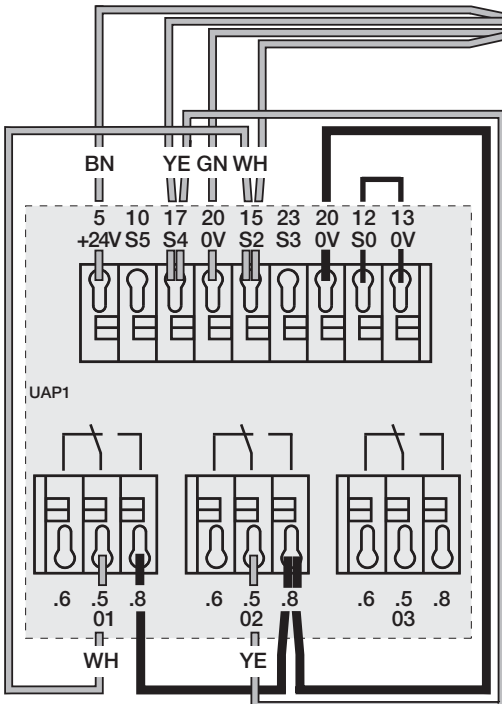 BN YE GN WH
5 10 17 20 15 23 20 12 13
+24V S5 S4 0V S2 S3 0V S0 0V
UAP1
.6 .5 .8 .6 .5 .8 .6 .5 .8
01 02 03
WH YE